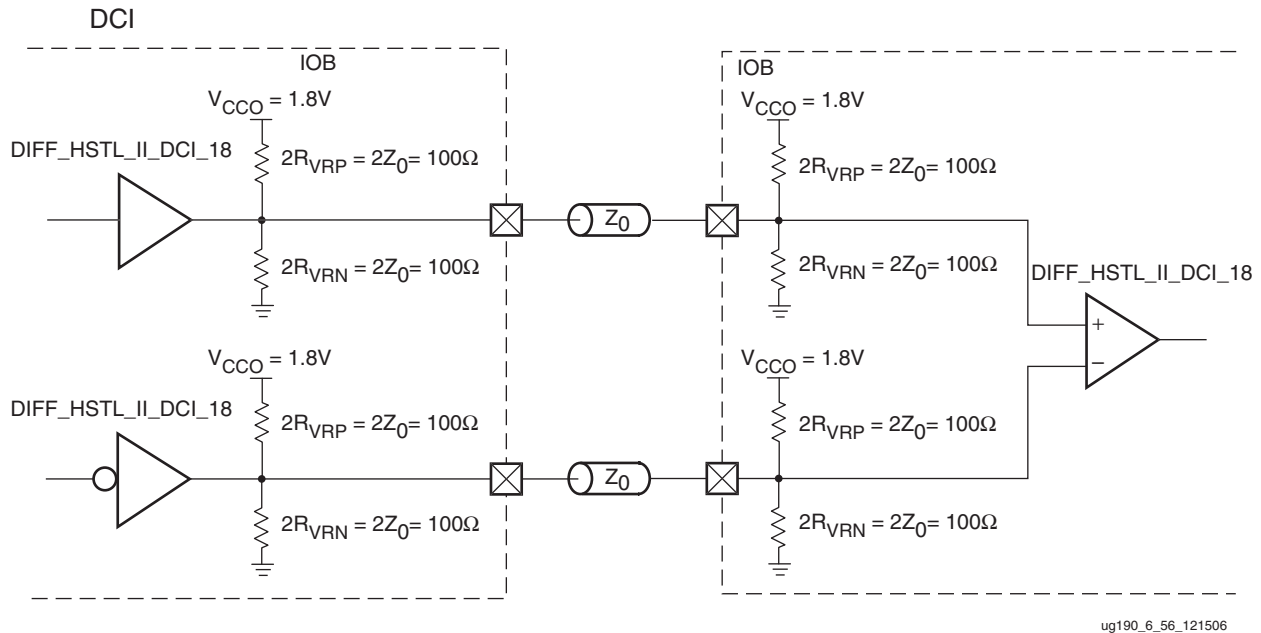 DCI
IOB
IOB
VCCO = 1.8V
VCCO = 1.8V
DIFF_HSTL_II_DCI_18
2RVRP = 2Z0= 100Ω
2RVRP = 2Z0= 100Ω
Z0
2RVRN = 2Z0= 100Ω
2RVRN = 2Z0= 100Ω
DIFF_HSTL_II_DCI_18
+
–
VCCO = 1.8V
VCCO = 1.8V
DIFF_HSTL_II_DCI_18
2RVRP = 2Z0= 100Ω
2RVRP = 2Z0= 100Ω
Z0
2RVRN = 2Z0= 100Ω
2RVRN = 2Z0= 100Ω
ug190_6_56_121506